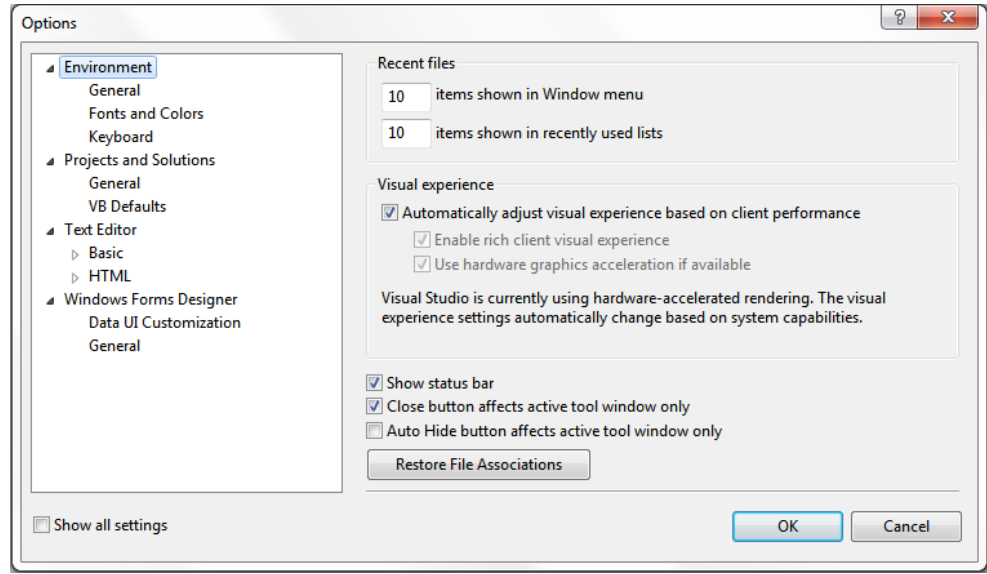 Options
Environment
General
Fonts and Colors
Keyboard
Projects and Solutions
General
VB Defaults
Text Editor
Basic
HTML
Windows Forms Designer
Data UI Customization
General
Recent files
10 items shown in Window menu
10 items shown in recently used lists
Visual experience
Automatically adjust visual experience based on client performance
Enable rich client visual experience
Use hardware graphics acceleration if available
Visual Studio is currently using hardware-accelerated rendering. The visual
experience settings automatically change based on system capabilities.
Show status bar
Close button affects active tool window only
Auto Hide button affects active tool window only
Restore File Associations
Show all settings
OK
Cancel